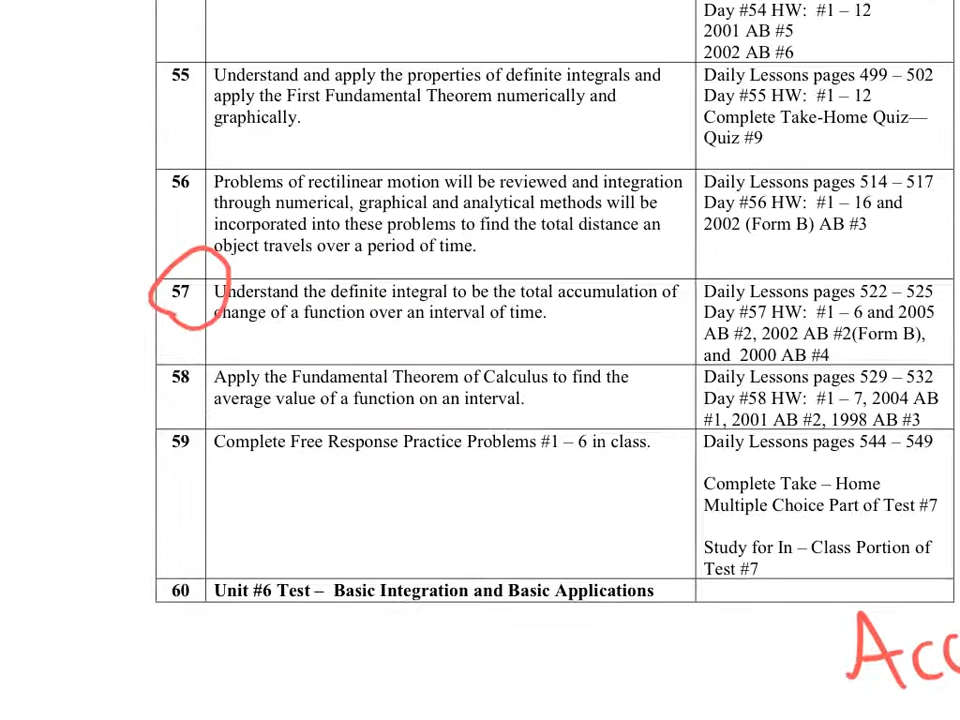 Day #54 HW: #1 – 12
2001 AB #5
2002 AB #6
55
Understand and apply the properties of definite integrals and
apply the First Fundamental Theorem numerically and
graphically.
Daily Lessons pages 499 – 502
Day #55 HW: #1 – 12
Complete Take-Home Quiz—
Quiz #9
56
Problems of rectilinear motion will be reviewed and integration
through numerical, graphical and analytical methods will be
incorporated into these problems to find the total distance an
object travels over a period of time.
Daily Lessons pages 514 – 517
Day #56 HW: #1 – 16 and
2002 (Form B) AB #3
57
Understand the definite integral to be the total accumulation of
change of a function over an interval of time.
Daily Lessons pages 522 – 525
Day #57 HW: #1 – 6 and 2005
AB #2, 2002 AB #2(Form B),
and 2000 AB #4
58
Apply the Fundamental Theorem of Calculus to find the
average value of a function on an interval.
Daily Lessons pages 529 – 532
Day #58 HW: #1 – 7, 2004 AB
#1, 2001 AB #2, 1998 AB #3
59
Complete Free Response Practice Problems #1 – 6 in class.
Daily Lessons pages 544 – 549
Complete Take – Home
Multiple Choice Part of Test #7
Study for In – Class Portion of
Test #7
60
Unit #6 Test – Basic Integration and Basic Applications
Acc